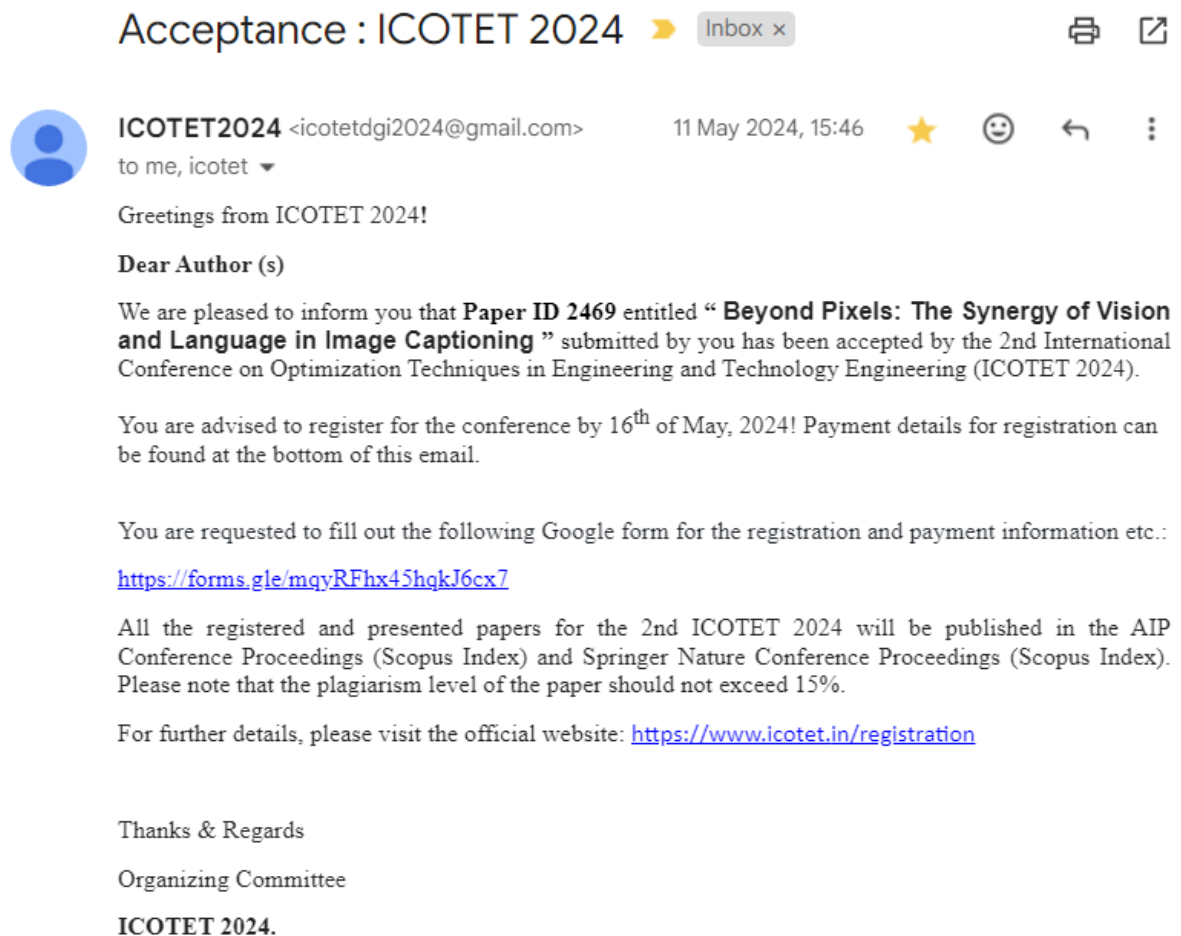 Acceptance : ICOTET 2024 Inbox ×
ICOTET2024 <icotetdgi2024@gmail.com> 11 May 2024, 15:46
to me, icotet
Greetings from ICOTET 2024!
Dear Author (s)
We are pleased to inform you that Paper ID 2469 entitled “ Beyond Pixels: The Synergy of Vision
and Language in Image Captioning ” submitted by you has been accepted by the 2nd International
Conference on Optimization Techniques in Engineering and Technology Engineering (ICOTET 2024).
You are advised to register for the conference by 16th of May, 2024! Payment details for registration can
be found at the bottom of this email.
You are requested to fill out the following Google form for the registration and payment information etc.:
https://forms.gle/mqyRFhx45hqkJ6cx7
All the registered and presented papers for the 2nd ICOTET 2024 will be published in the AIP
Conference Proceedings (Scopus Index) and Springer Nature Conference Proceedings (Scopus Index).
Please note that the plagiarism level of the paper should not exceed 15%.
For further details, please visit the official website: https://www.icotet.in/registration
Thanks & Regards
Organizing Committee
ICOTET 2024.